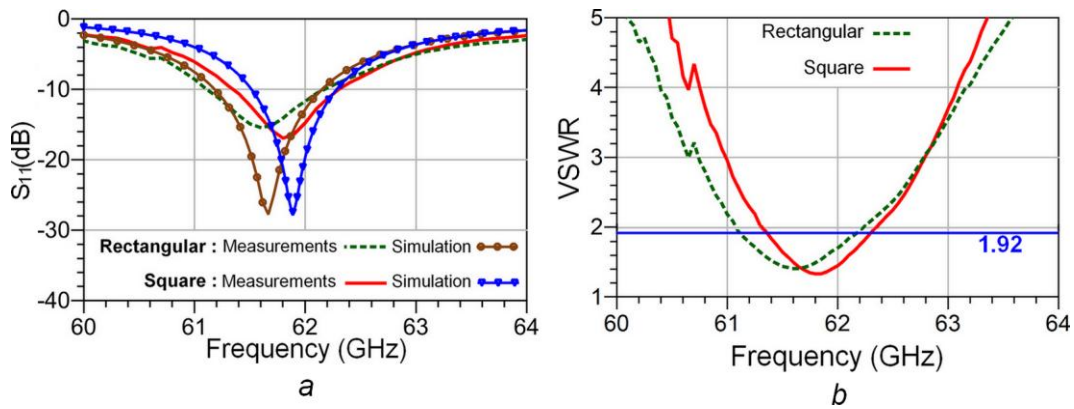 0
-10
-20
-30
-40
S11(dB)
Rectangular : Measurements Simulation
Square : Measurements Simulation
60 61 62 63 64
Frequency (GHz)
a
5
4
3
2
1
VSWR
Rectangular
Square
1.92
60 61 62 63 64
Frequency (GHz)
b